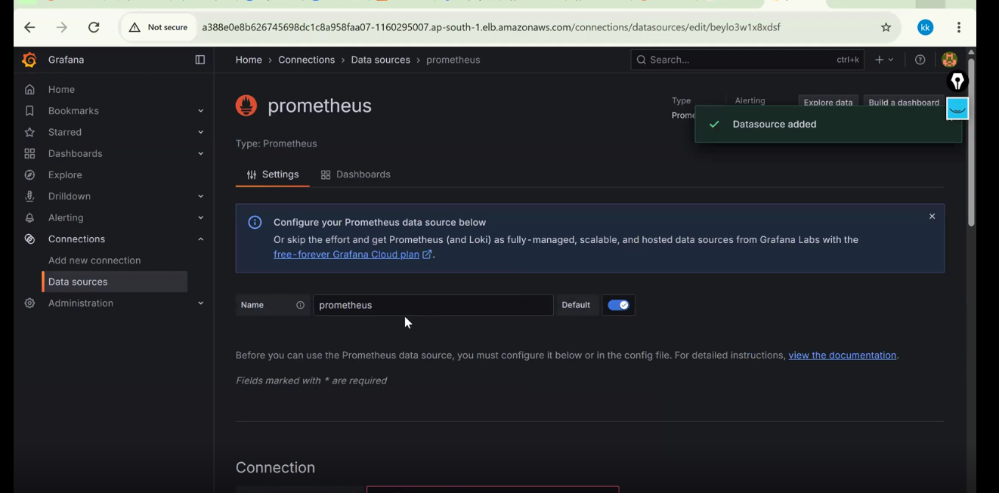 Not secure
a388e0e8b626745698dc1c8a958faa07-1160295007.ap-south-1.elb.amazonaws.com/connections/datasources/edit/beylo3w1x8xdsf
kk
Grafana
Home › Connections › Data sources › prometheus
Search...
ctrl+k
Home
Bookmarks
Starred
Dashboards
Explore
Drilldown
Alerting
Connections
Add new connection
Data sources
Administration
prometheus
Type
Alerting
Explore data
Build a dashboard
Prome
Datasource added
Type: Prometheus
Settings
Dashboards
Configure your Prometheus data source below
Or skip the effort and get Prometheus (and Loki) as fully-managed, scalable, and hosted data sources from Grafana Labs with the
free-forever Grafana Cloud plan.
Name
prometheus
Default
Before you can use the Prometheus data source, you must configure it below or in the config file. For detailed instructions, view the documentation.
Fields marked with * are required
Connection